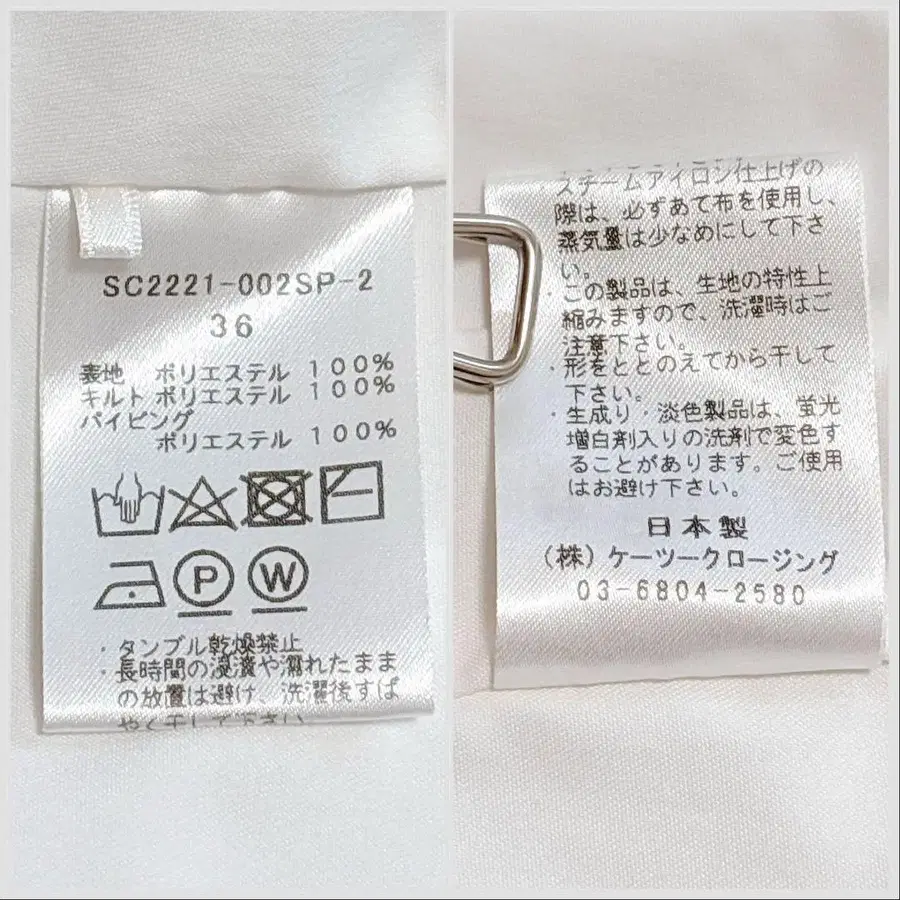 SC2221-002SP-2
36
表地 ポリエステル 100%
キルト ポリエステル 100%
パイピング
ポリエステル 100%
P
W
・タンブル乾燥禁止
・長時間の浸漬や濡れたまま
の放置は避け、洗濯後すば
やく干して下さい
スチームアイロン仕上げの
際は、必ずあて布を使用し、
蒸気量は少なめにして下さ
い。
・この製品は、生地の特性上
縮みますので、洗濯時はご
注意下さい。
・形をととのえてから干して
下さい。
・生成り・淡色製品は、蛍光
増白剤入りの洗剤で変色す
ることがあります。ご使用
はお避け下さい。
日本製
(株)ケーツークロージング
03-6804-2580